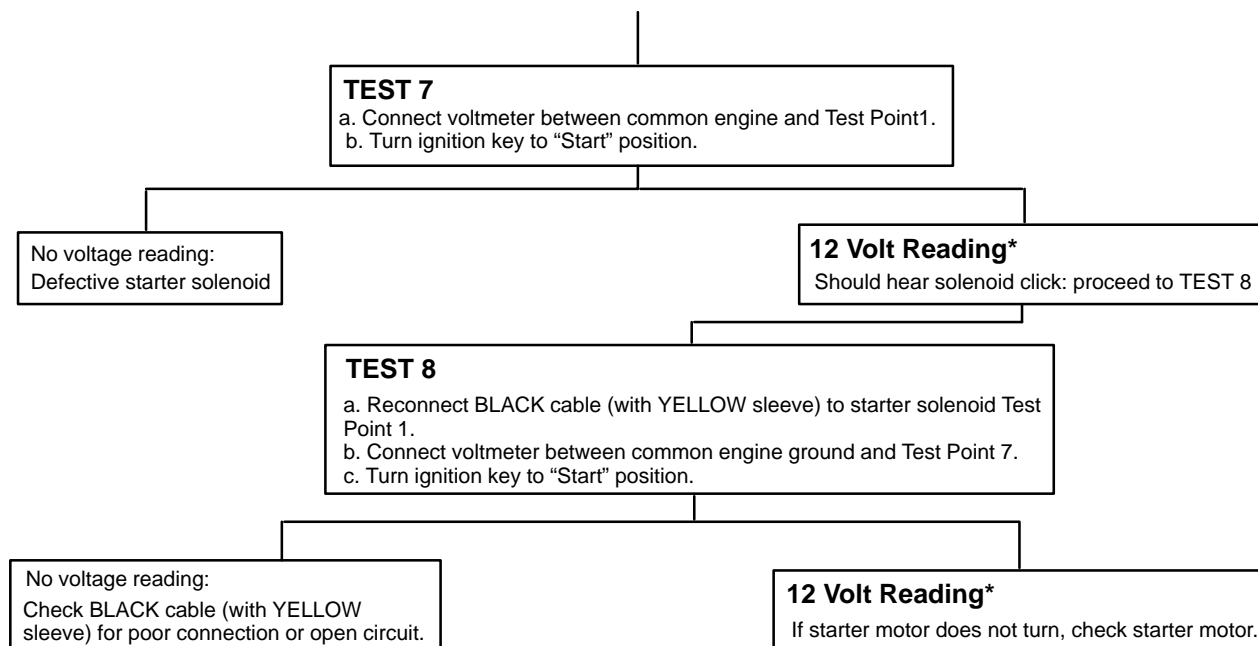 TEST 7
a. Connect voltmeter between common engine and Test Point1.
b. Turn ignition key to “Start” position.
No voltage reading:
Defective starter solenoid
12 Volt Reading*
Should hear solenoid click: proceed to TEST 8
TEST 8
a. Reconnect BLACK cable (with YELLOW sleeve) to starter solenoid Test
Point 1.
b. Connect voltmeter between common engine ground and Test Point 7.
c. Turn ignition key to “Start” position.
No voltage reading:
Check BLACK cable (with YELLOW
sleeve) for poor connection or open circuit.
12 Volt Reading*
If starter motor does not turn, check starter motor.